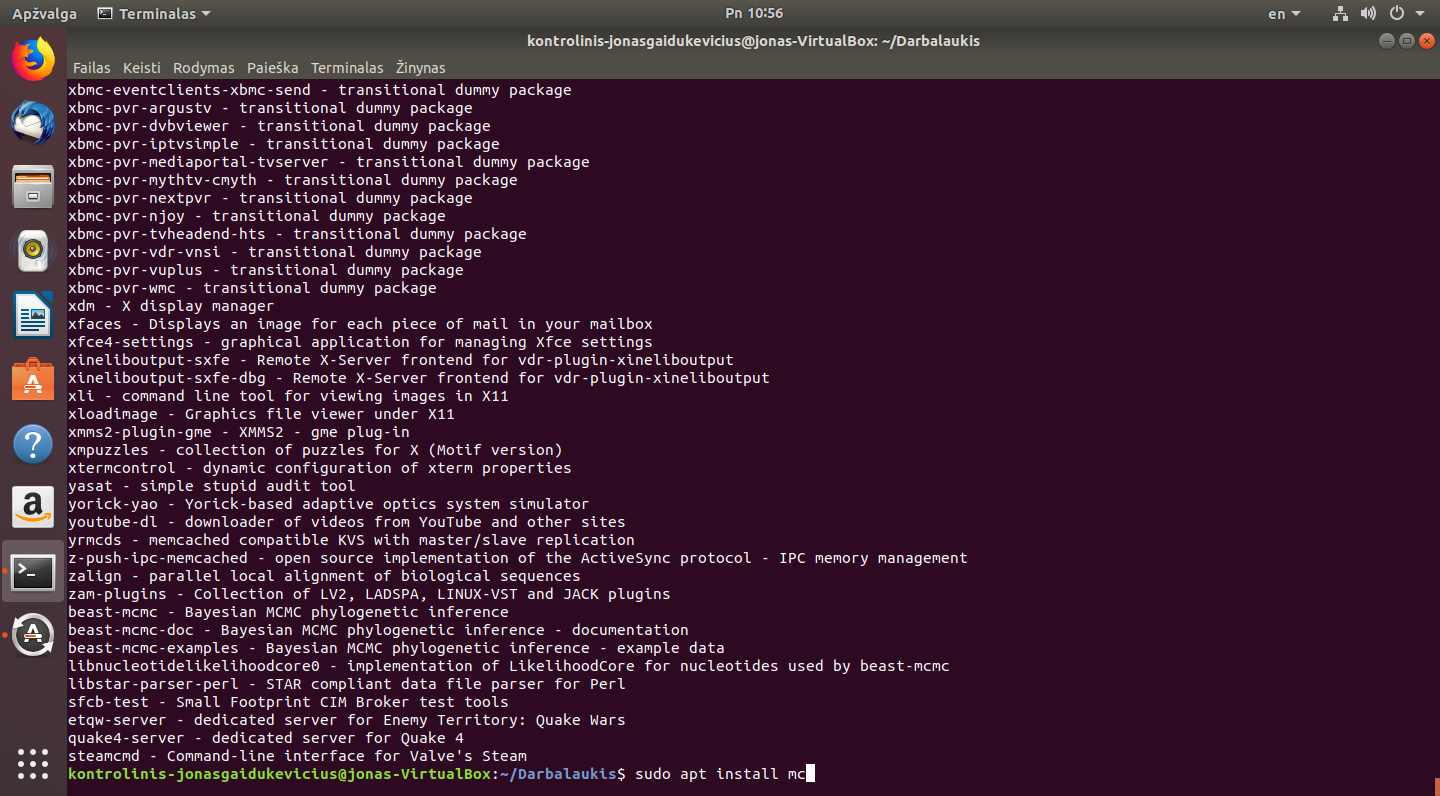 Apžvalga Terminalas Pn 10:56 en
kontrolinis-jonasgaidukevicius@jonas-VirtualBox: ~/Darbalaukis
Failas Keisti Rodymas Paieška Terminalas Žinynas
xbmc-eventclients-xbmc-send - transitional dummy package
xbmc-pvr-argustv - transitional dummy package
xbmc-pvr-dvbviewer - transitional dummy package
xbmc-pvr-iptvsimple - transitional dummy package
xbmc-pvr-mediaportal-tvserver - transitional dummy package
xbmc-pvr-mythtv-cmyth - transitional dummy package
xbmc-pvr-nextpvr - transitional dummy package
xbmc-pvr-njoy - transitional dummy package
xbmc-pvr-tvheadend-hts - transitional dummy package
xbmc-pvr-vdr-vnsi - transitional dummy package
xbmc-pvr-vuplus - transitional dummy package
xbmc-pvr-wmc - transitional dummy package
xdm - X display manager
xfaces - Displays an image for each piece of mail in your mailbox
xfce4-settings - graphical application for managing Xfce settings
xineliboutput-sxfe - Remote X-Server frontend for vdr-plugin-xineliboutput
xineliboutput-sxfe-dbg - Remote X-Server frontend for vdr-plugin-xineliboutput
xli - command line tool for viewing images in X11
xloadimage - Graphics file viewer under X11
xmms2-plugin-gme - XMMS2 - gme plug-in
xmpuzzles - collection of puzzles for X (Motif version)
xtermcontrol - dynamic configuration of xterm properties
yasat - simple stupid audit tool
yorick-yao - Yorick-based adaptive optics system simulator
youtube-dl - downloader of videos from YouTube and other sites
yrmcds - memcached compatible KVS with master/slave replication
z-push-ipc-memcached - open source implementation of the ActiveSync protocol - IPC memory management
zalign - parallel local alignment of biological sequences
zam-plugins - Collection of LV2, LADSPA, LINUX-VST and JACK plugins
beast-mcmc - Bayesian MCMC phylogenetic inference
beast-mcmc-doc - Bayesian MCMC phylogenetic inference - documentation
beast-mcmc-examples - Bayesian MCMC phylogenetic inference - example data
libnucleotidelikelihoodcore0 - implementation of LikelihoodCore for nucleotides used by beast-mcmc
libstar-parser-perl - STAR compliant data file parser for Perl
sfcb-test - Small Footprint CIM Broker test tools
etqw-server - dedicated server for Enemy Territory: Quake Wars
quake4-server - dedicated server for Quake 4
steamcmd - Command-line interface for Valve's Steam
kontrolinis-jonasgaidukevicius@jonas-VirtualBox:~/Darbalaukis$ sudo apt install mc